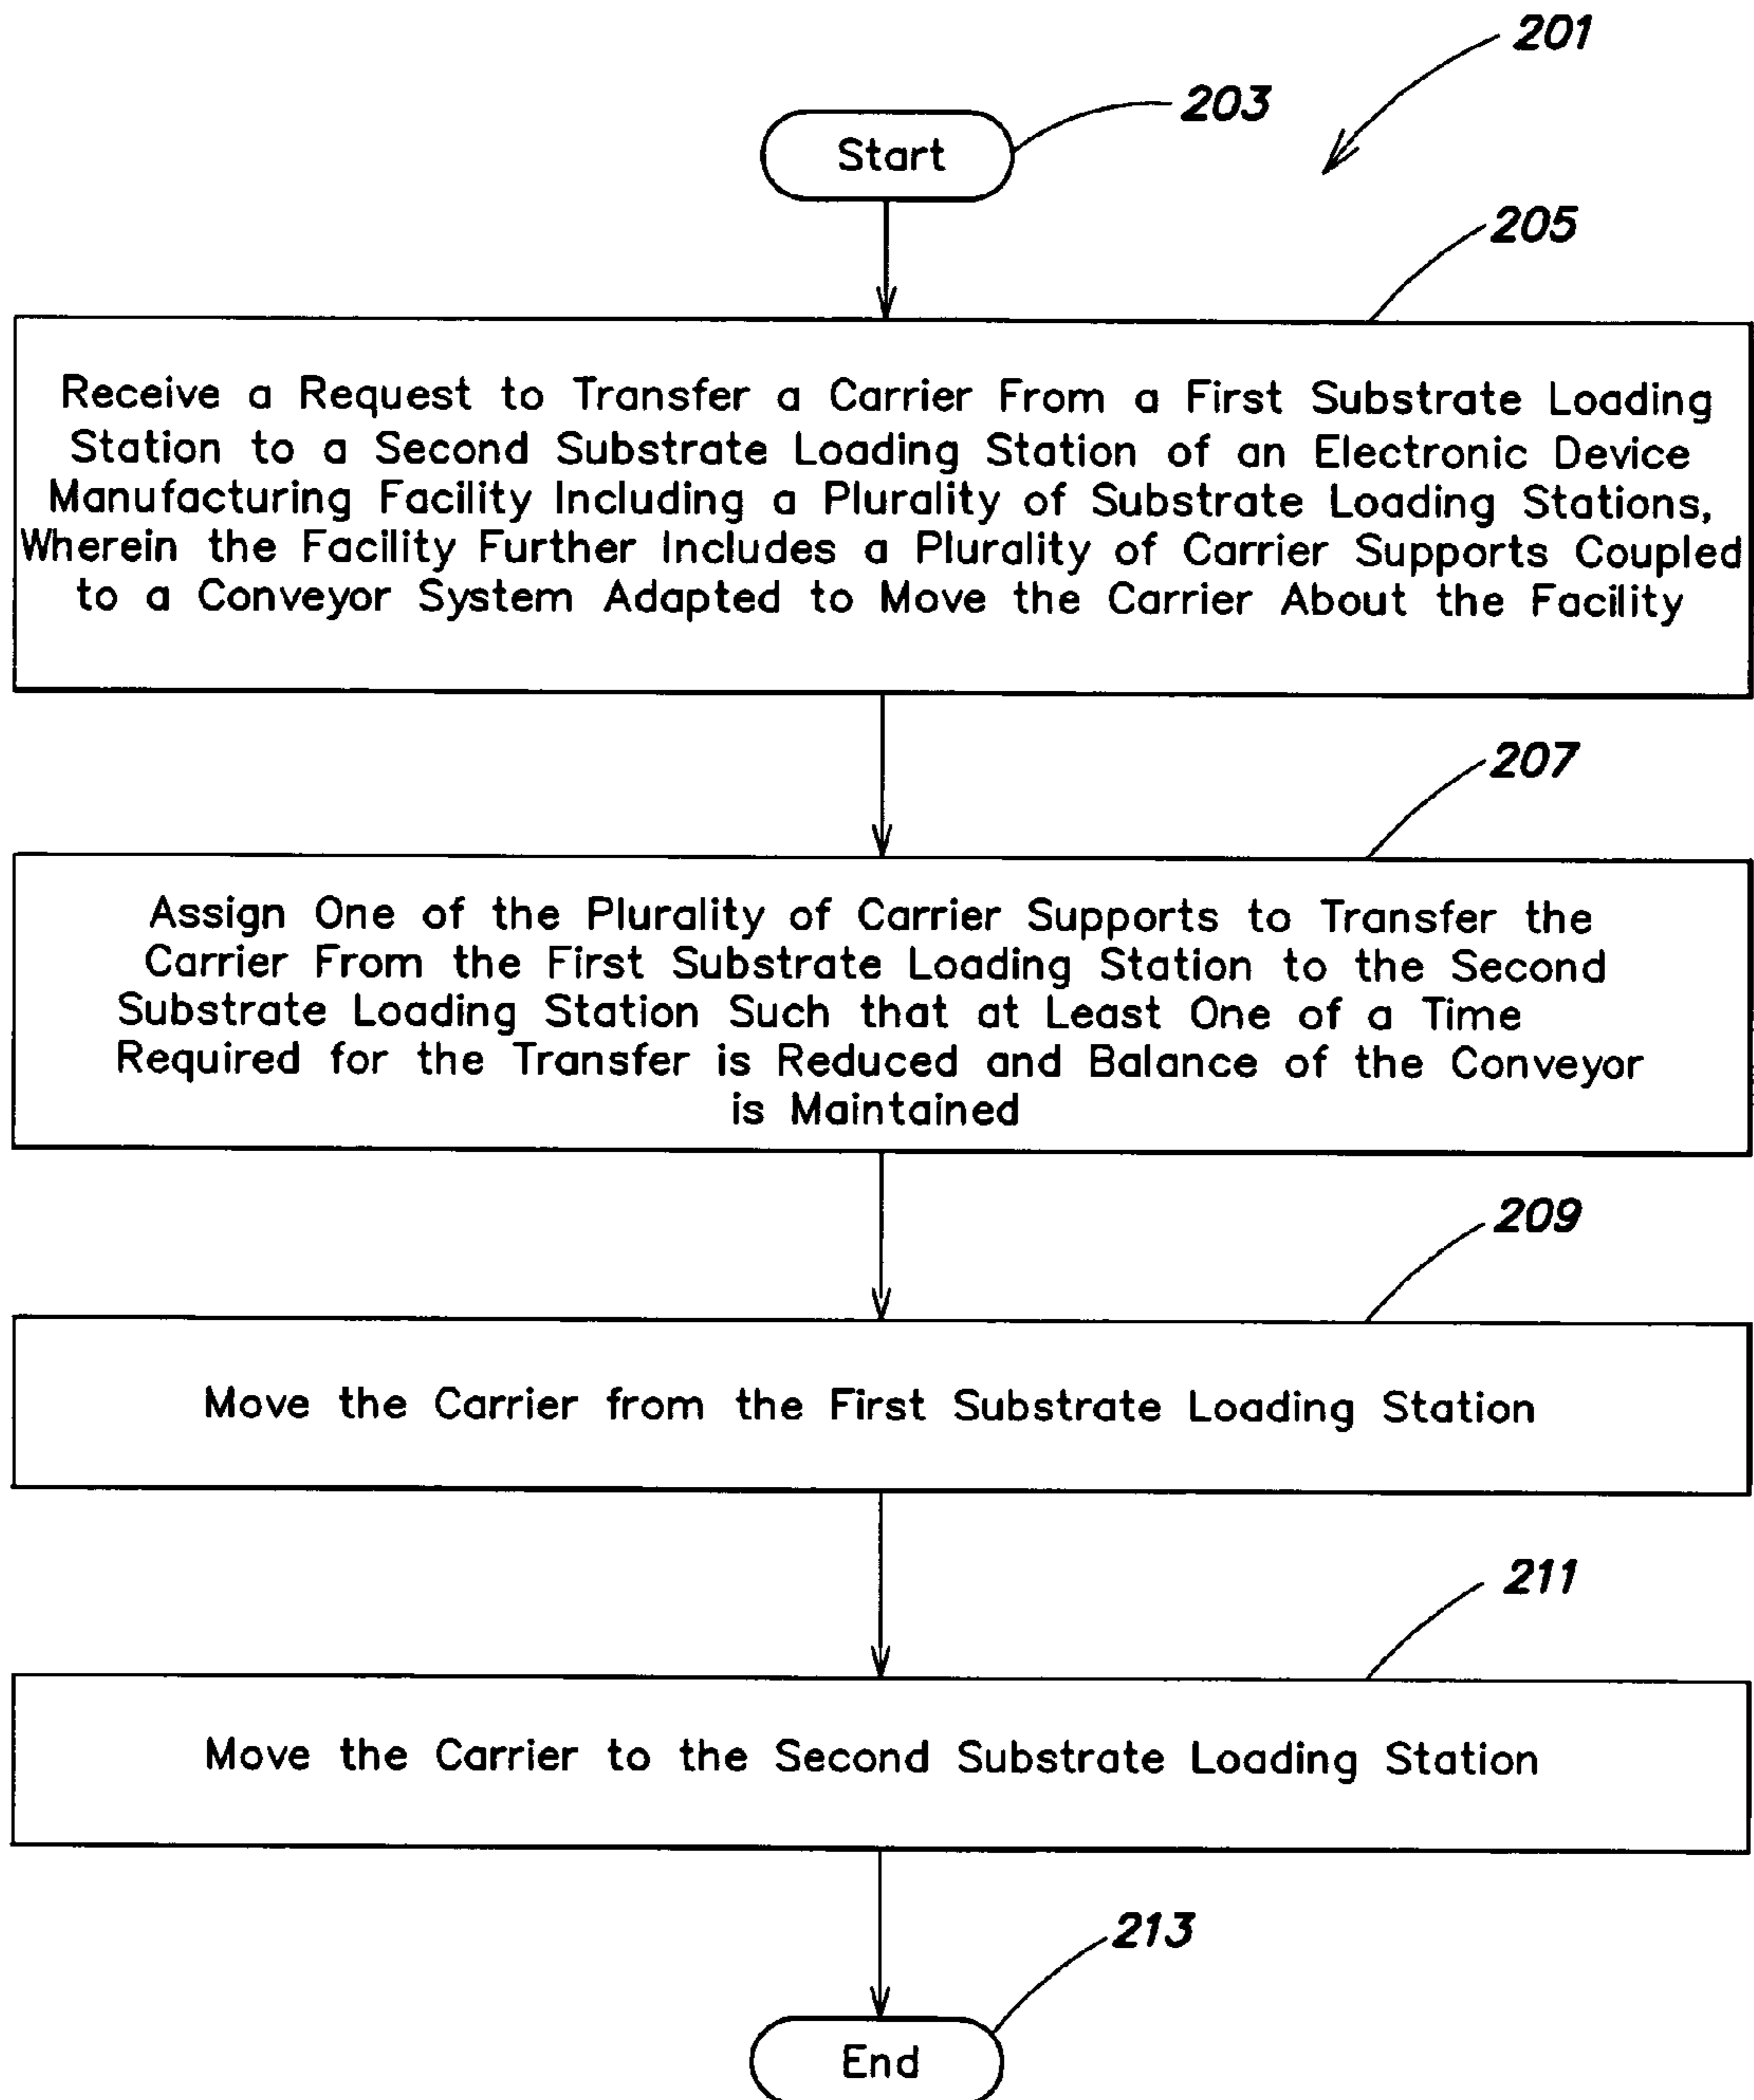 201
203
Start
205
Receive a Request to Transfer a Carrier From a First Substrate Loading
Station to a Second Substrate Loading Station of an Electronic Device
Manufacturing Facility Including a Plurality of Substrate Loading Stations,
Wherein the Facility Further Includes a Plurality of Carrier Supports Coupled
to a Conveyor System Adapted to Move the Carrier About the Facility
207
Assign One of the Plurality of Carrier Supports to Transfer the
Carrier From the First Substrate Loading Station to the Second
Substrate Loading Station Such that at Least One of a Time
Required for the Transfer is Reduced and Balance of the Conveyor
is Maintained
209
Move the Carrier from the First Substrate Loading Station
211
Move the Carrier to the Second Substrate Loading Station
213
End